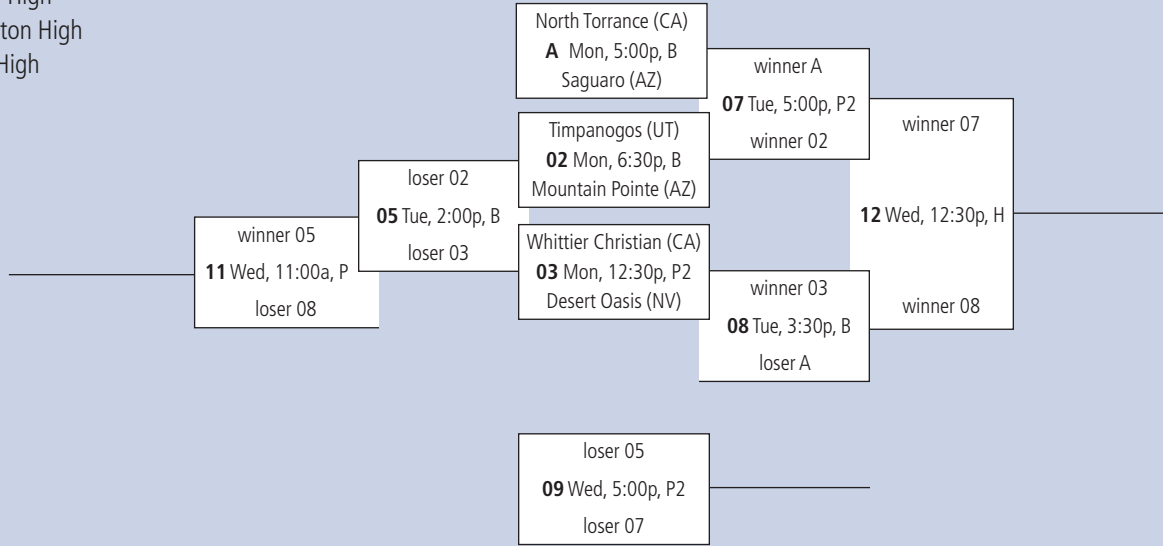 High
ton High
High
North Torrance (CA)
A Mon, 5:00p, B
Saguaro (AZ)
winner A
07 Tue, 5:00p, P2
winner 02
Timpanogos (UT)
02 Mon, 6:30p, B
Mountain Pointe (AZ)
winner 07
12 Wed, 12:30p, H
winner 08
loser 02
05 Tue, 2:00p, B
loser 03
winner 05
11 Wed, 11:00a, P
loser 08
Whittier Christian (CA)
03 Mon, 12:30p, P2
Desert Oasis (NV)
winner 03
08 Tue, 3:30p, B
loser A
loser 05
09 Wed, 5:00p, P2
loser 07